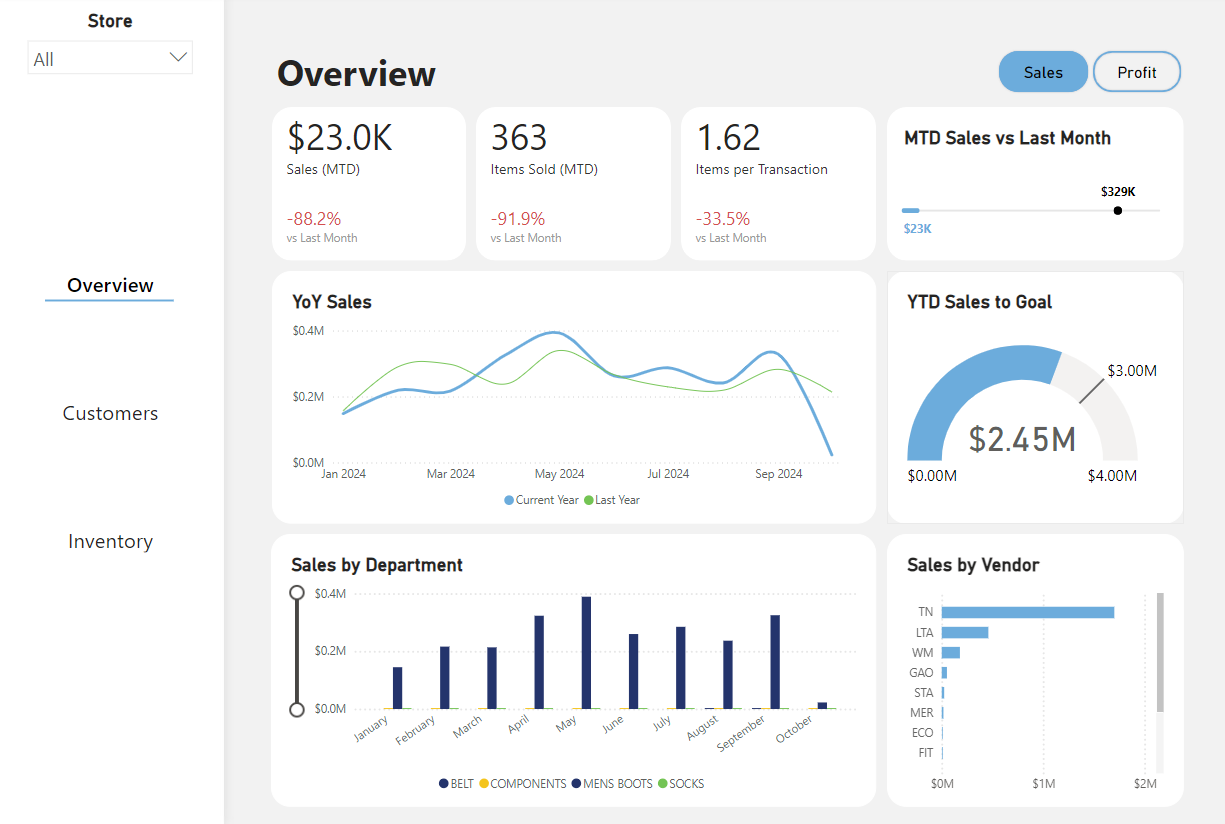 Store
All
Overview
Customers
Inventory
Overview
Sales
Profit
$23.0K
Sales (MTD)
-88.2%
vs Last Month
363
Items Sold (MTD)
-91.9%
vs Last Month
1.62
Items per Transaction
-33.5%
vs Last Month
MTD Sales vs Last Month
$329K
$23K
YoY Sales
$0.4M
$0.2M
$0.0M
Jan 2024 Mar 2024 May 2024 Jul 2024 Sep 2024
Current Year Last Year
YTD Sales to Goal
$3.00M
$2.45M
$0.00M $4.00M
Sales by Department
$0.4M
$0.2M
$0.0M
January February March April May June July August September October
BELT COMPONENTS MENS BOOTS SOCKS
Sales by Vendor
TN
LTA
WM
GAO
STA
MER
ECO
FIT
$0M $1M $2M